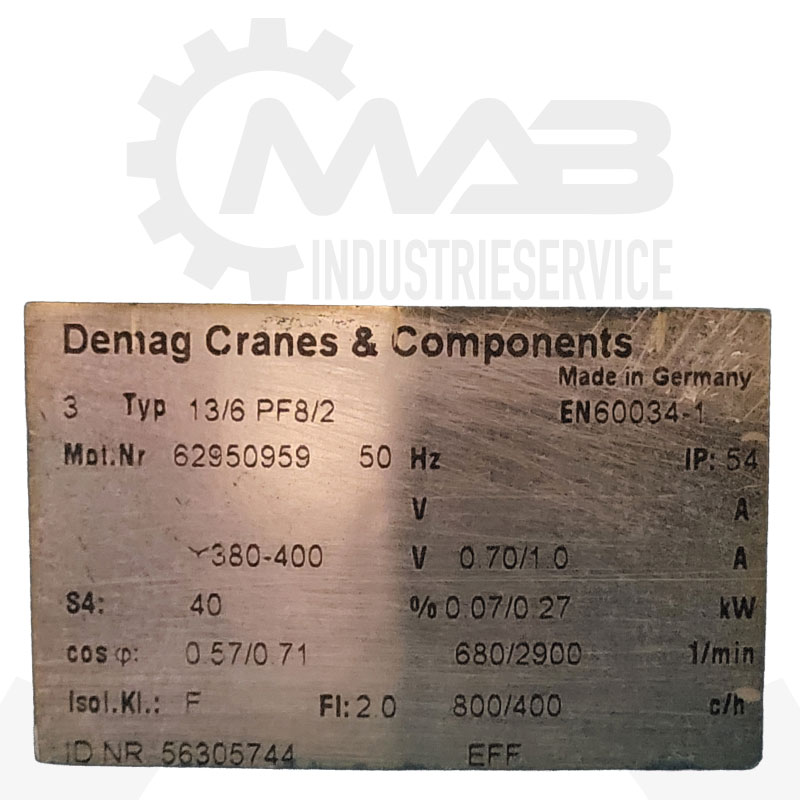 MAB
INDUSTRIESERVICE
Demag Cranes & Components
Made in Germany
3 Typ 13/6 PF8/2 EN60034-1
Mot.Nr 62950959 50 Hz IP: 54
V A
Y380-400 V 0.70/1.0 A
S4: 40 % 0.07/0.27 kW
cos φ: 0.57/0.71 680/2900 1/min
Isol.Kl.: F FI: 2.0 800/400 c/h
ID NR 56305744 EFF